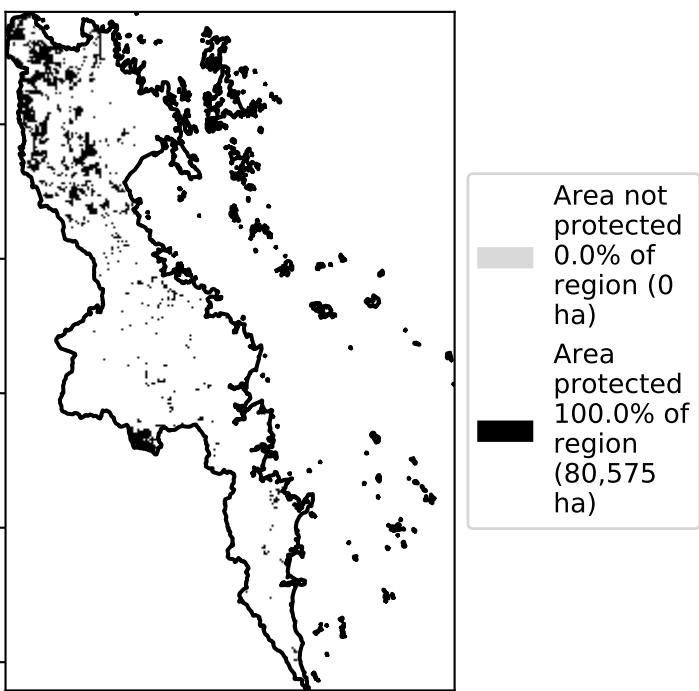 Area not
protected
0.0% of
region (0
ha)
Area
protected
100.0% of
region
(80,575
ha)